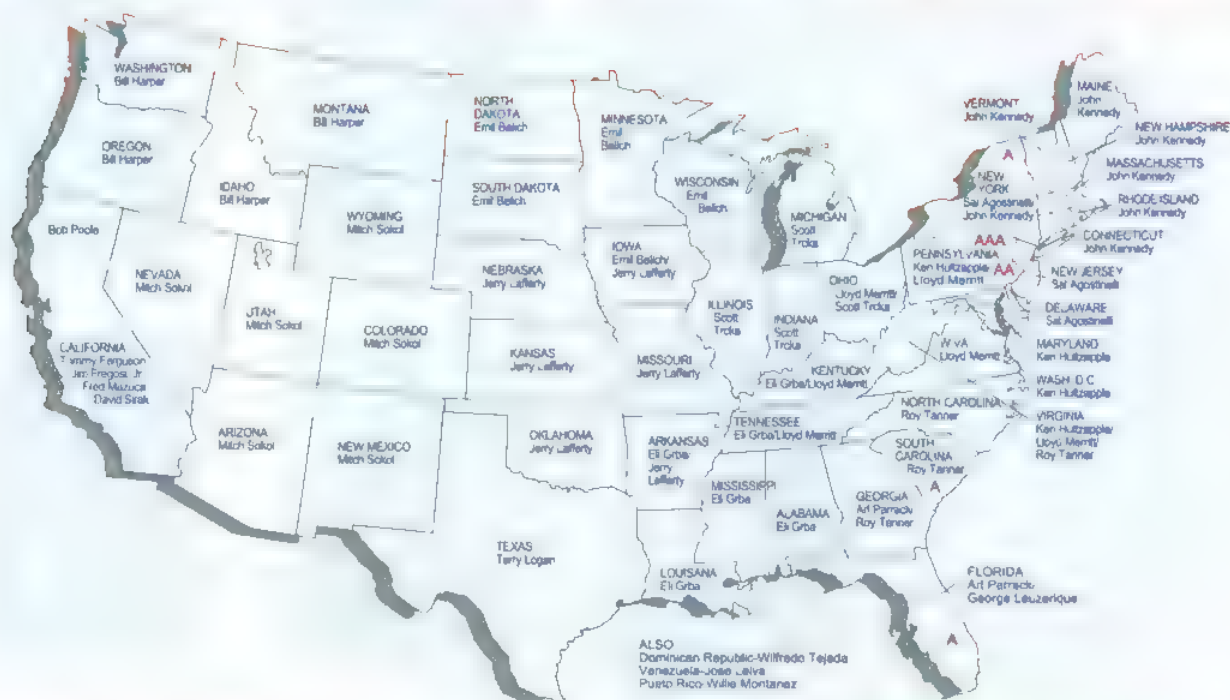 WASHINGTON
Bill Harper
OREGON
Bill Harper
Bob Poole
CALIFORNIA
Tommy Ferguson
Jim Fregosi Jr
Fred Mazuca
David Sirak
NEVADA
Mitch Sokol
IDAHO
Bill Harper
MONTANA
Bill Harper
WYOMING
Mitch Sokol
UTAH
Mitch Sokol
COLORADO
Mitch Sokol
ARIZONA
Mitch Sokol
NEW MEXICO
Mitch Sokol
NORTH
DAKOTA
Emil Belich
SOUTH DAKOTA
Emil Belich
NEBRASKA
Jerry Lafferty
KANSAS
Jerry Lafferty
OKLAHOMA
Jerry Lafferty
TEXAS
Terry Logan
MINNESOTA
Emil
Belich
IOWA
Emil Belich/
Jerry Lafferty
MISSOURI
Jerry Lafferty
ARKANSAS
Eli Grba
Jerry
Lafferty
LOUISANA
Eli Grba
WISCONSIN
Emil
Belich
ILLINOIS
Scott
Trcka
MICHIGAN
Scott
Trcka
INDIANA
Scott
Trcka
OHIO
Lloyd Merritt/
Scott Trcka
KENTUCKY
Eli Grba/Lloyd Merritt
TENNESSEE
Eli Grba/Lloyd Merritt
MISSISSIPPI
Eli Grba
ALABAMA
Eli Grba
GEORGIA
Art Parrack/
Roy Tanner
A
FLORIDA
Art Parrack/
George Lauzerique
A
SOUTH
CAROLINA
Roy Tanner
NORTH CAROLINA
Roy Tanner
W VA
Lloyd Merritt
PENNSYLVANIA
Ken Hultzapple
Lloyd Merritt
AAA
AA
A
NEW
YORK
Sal Agostinelli
John Kennedy
VERMONT
John Kennedy
MAINE
John
Kennedy
NEW HAMPSHIRE
John Kennedy
MASSACHUSETTS
John Kennedy
RHODE ISLAND
John Kennedy
CONNECTICUT
John Kennedy
NEW JERSEY
Sal Agostinelli
DELAWARE
Sal Agostinelli
MARYLAND
Ken Hultzapple
WASH D C
Ken Hultzapple
VIRGINIA
Ken Hultzapple/
Lloyd Merritt/
Roy Tanner
ALSO
Dominican Republic-Wilfredo Tejada
Venezuela-Jose Leiva
Puerto Rico-Willie Montanez